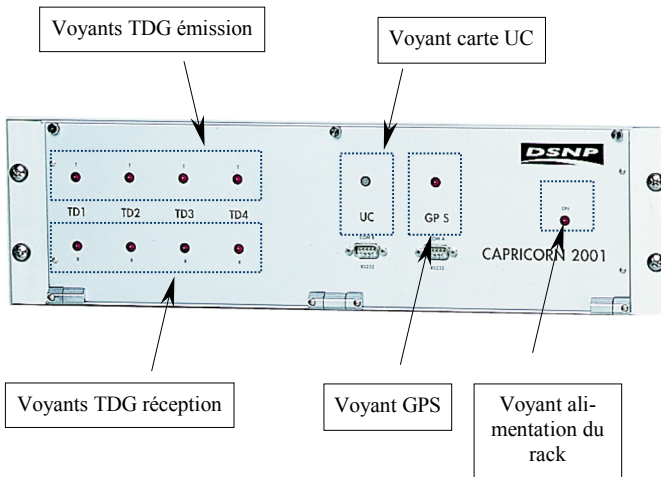 Voyants TDG émission
Voyant carte UC
DSNP
T T T T
TD1 TD2 TD3 TD4
UC
GP S
ON
R R R R
RS232
RS232
CAPRICORN 2001
Voyants TDG réception
Voyant GPS
Voyant ali-
mentation du
rack